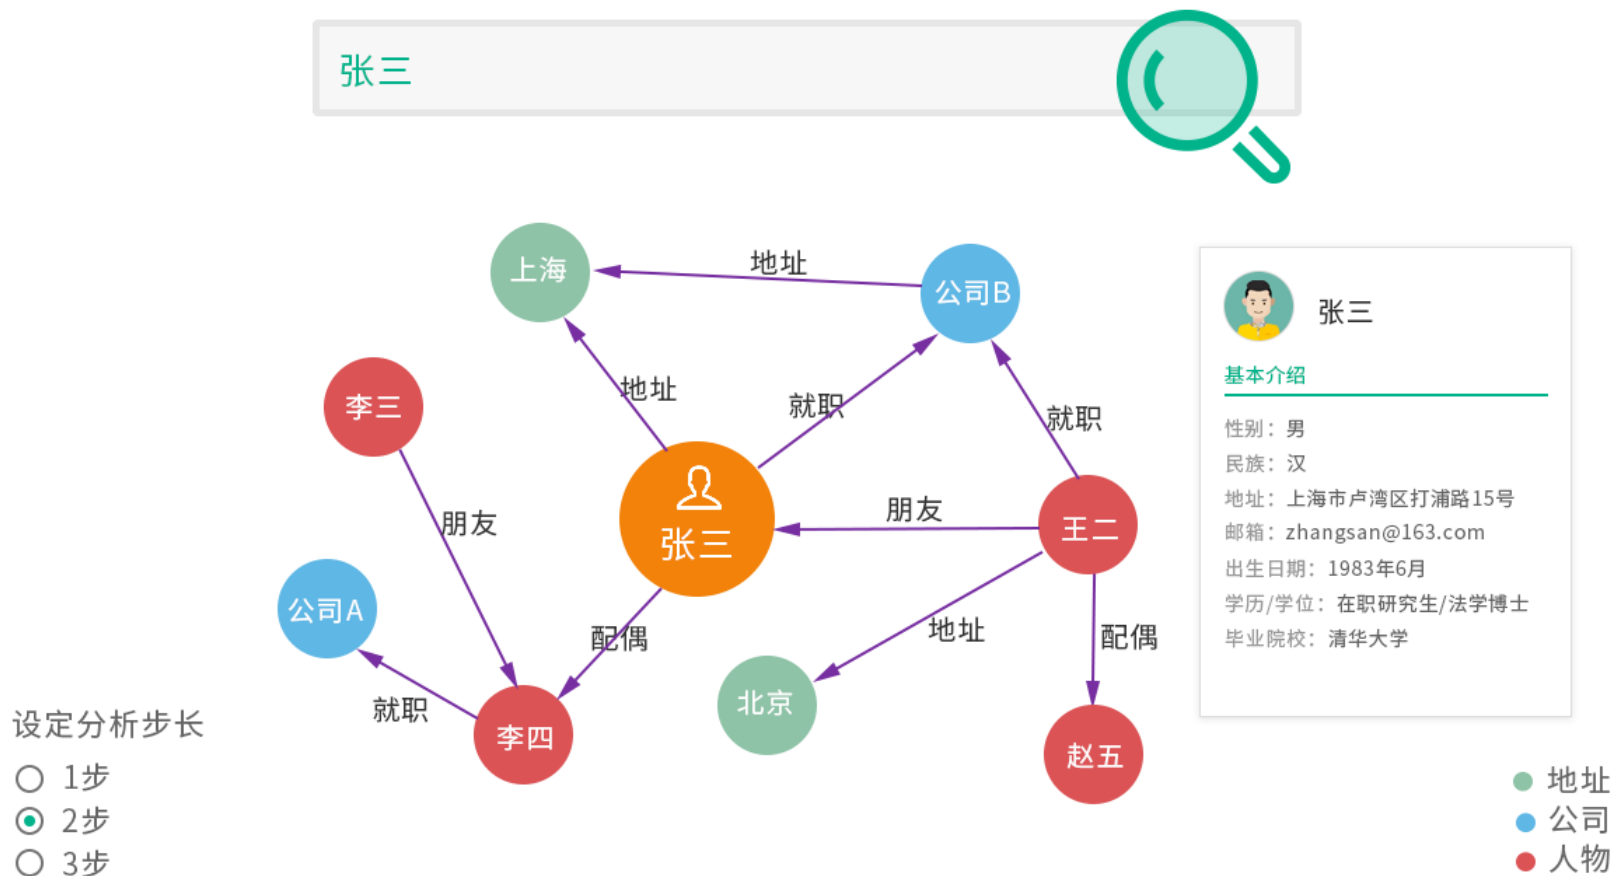 张三
地址
上海
公司B
张三
基本介绍
地址
李三
就职
就职
性别：男
民族：汉
地址：上海市卢湾区打浦路15号
邮箱：zhangsan@163.com
出生日期：1983年6月
学历/学位：在职研究生/法学博士
毕业院校：清华大学
朋友
朋友
张三
王二
公司A
配偶
地址
配偶
就职
北京
李四
赵五
设定分析步长
1步
2步
3步
地址
公司
人物